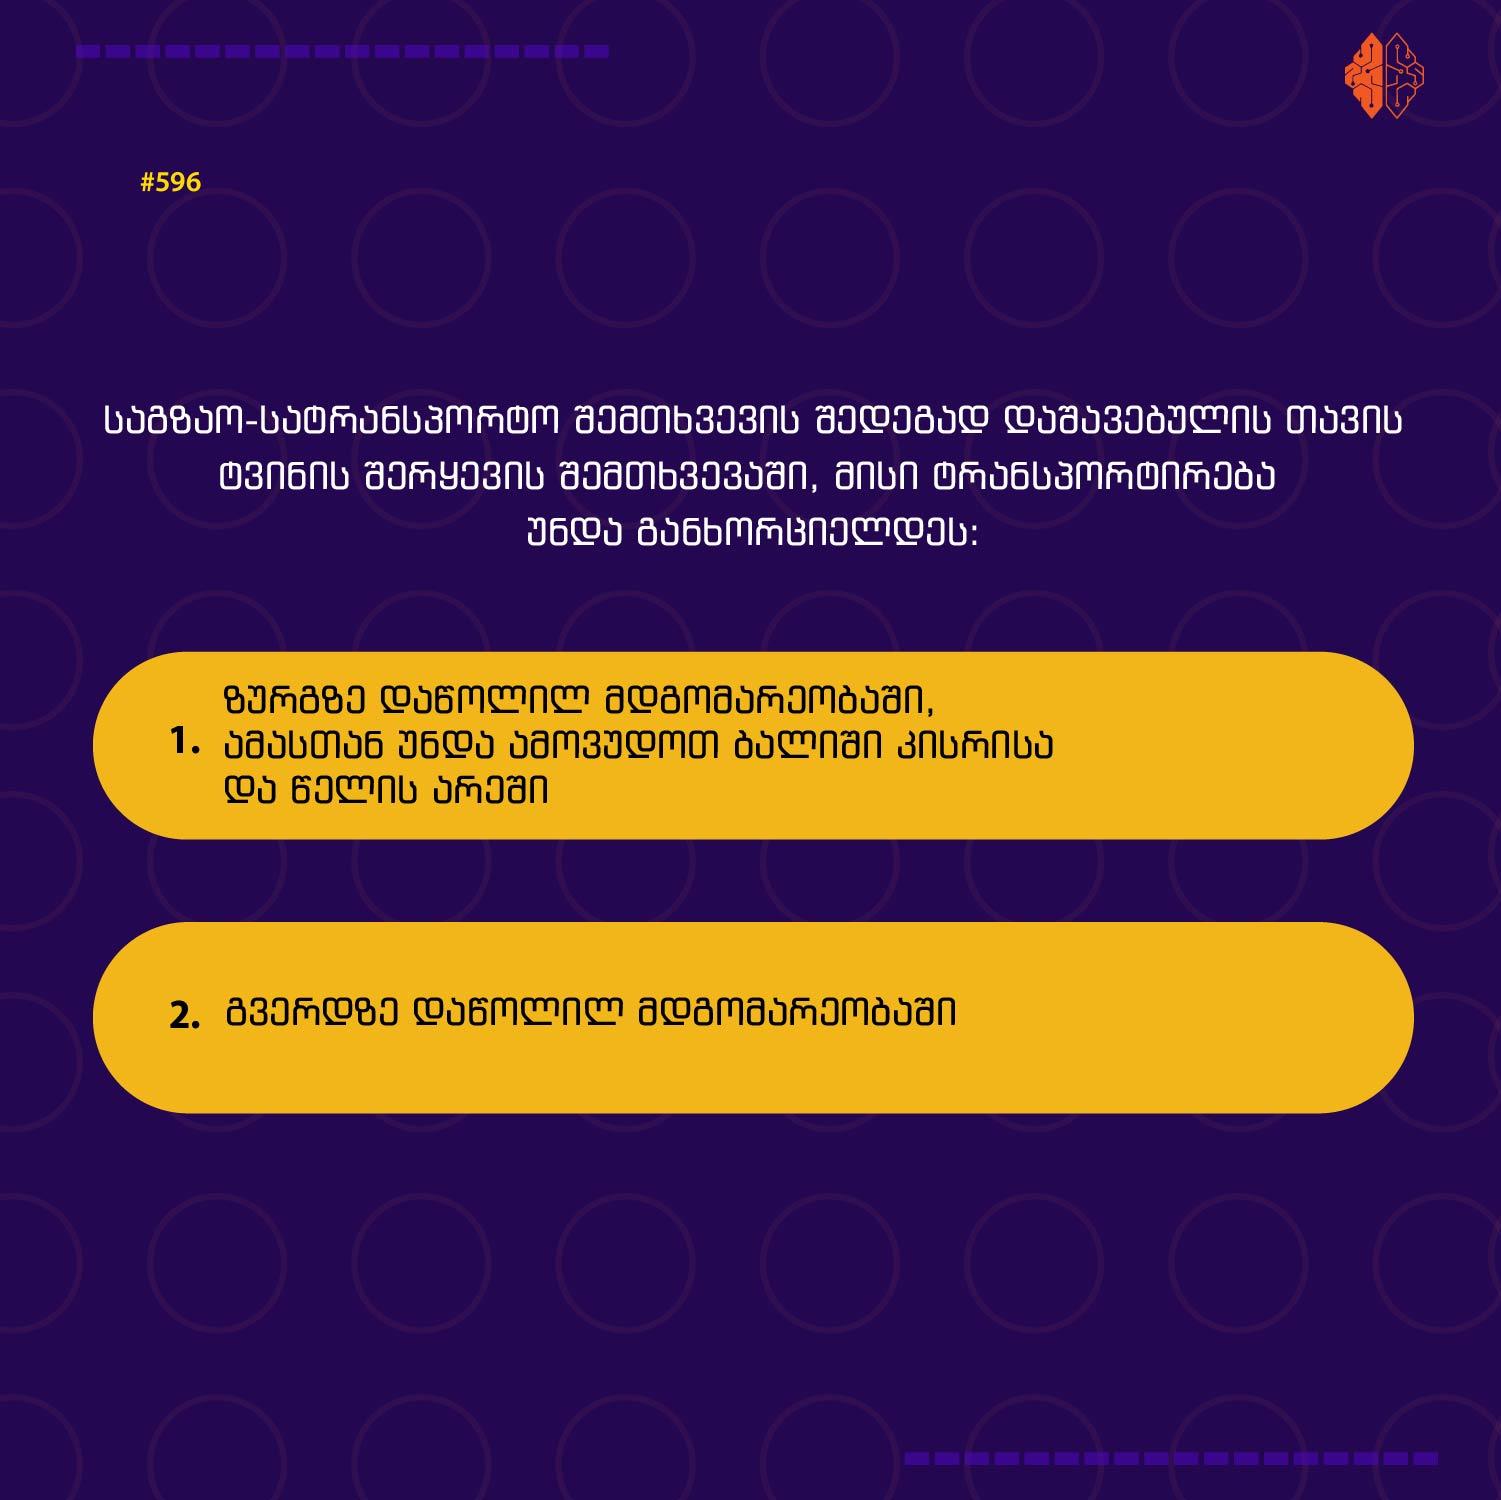 #596
საგზაო-სატრანსპორტო შემთხვევის შედეგად დაშავებულის თავის
ტვინის შერყევის შემთხვევაში, მისი ტრანსპორტირება
უნდა განხორციელდეს:
1. ზურგზე დაწოლილ მდგომარეობაში,
ამასთან უნდა ამოვუდოთ ბალიში კისრისა
და წელის არეში
2. გვერდზე დაწოლილ მდგომარეობაში